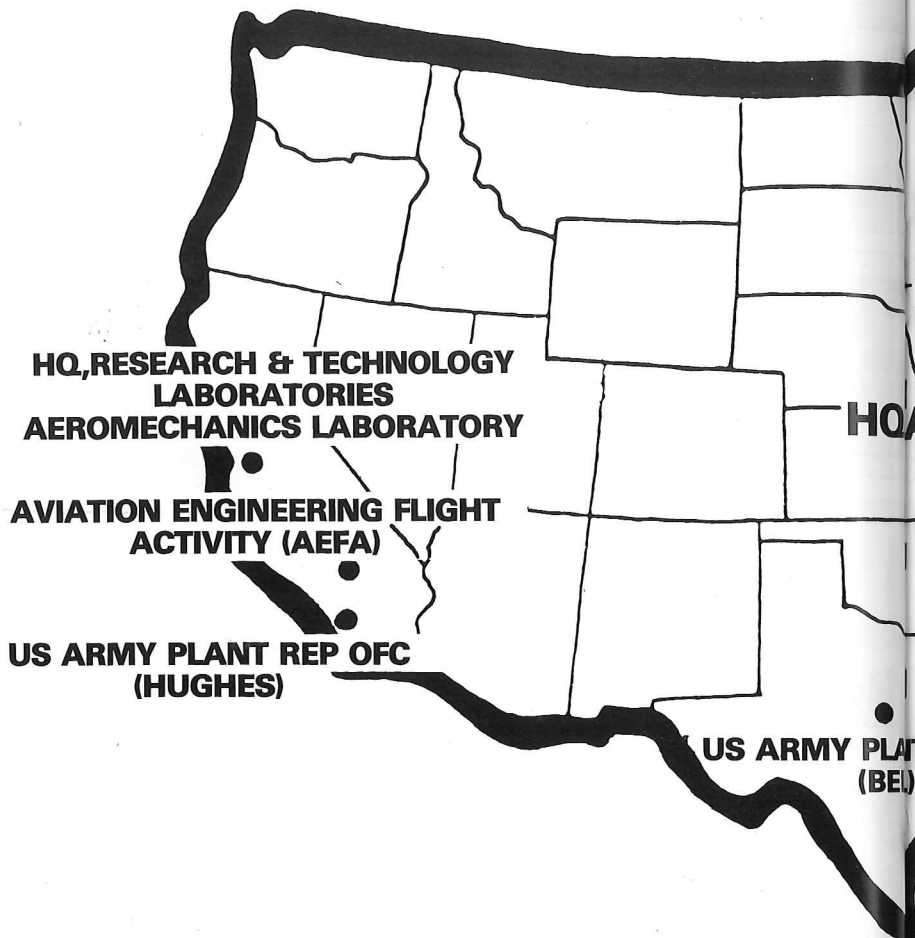 HQ,RESEARCH & TECHNOLOGY
LABORATORIES
AEROMECHANICS LABORATORY
HQ
AVIATION ENGINEERING FLIGHT
ACTIVITY (AEFA)
US ARMY PLANT REP OFC
(HUGHES)
US ARMY